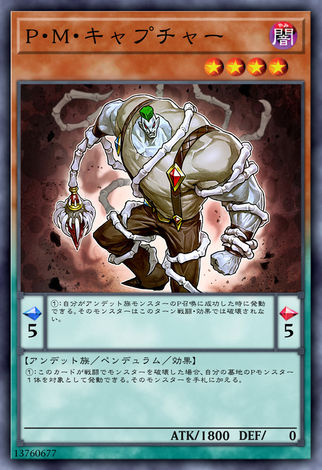 P・M・キャプチャー
やみ
闇
①:自分がアンデット族モンスターのP召喚に成功した時に発動
できる。そのモンスターはこのターン戦闘・効果では破壊されな
い。
5
5
【アンデット族/ペンデュラム/効果】
①:このカードが戦闘でモンスターを破壊した場合、自分の墓地のPモンスター
1体を対象として発動できる。そのモンスターを手札に加える。
ATK/1800 DEF/ 0
13760677